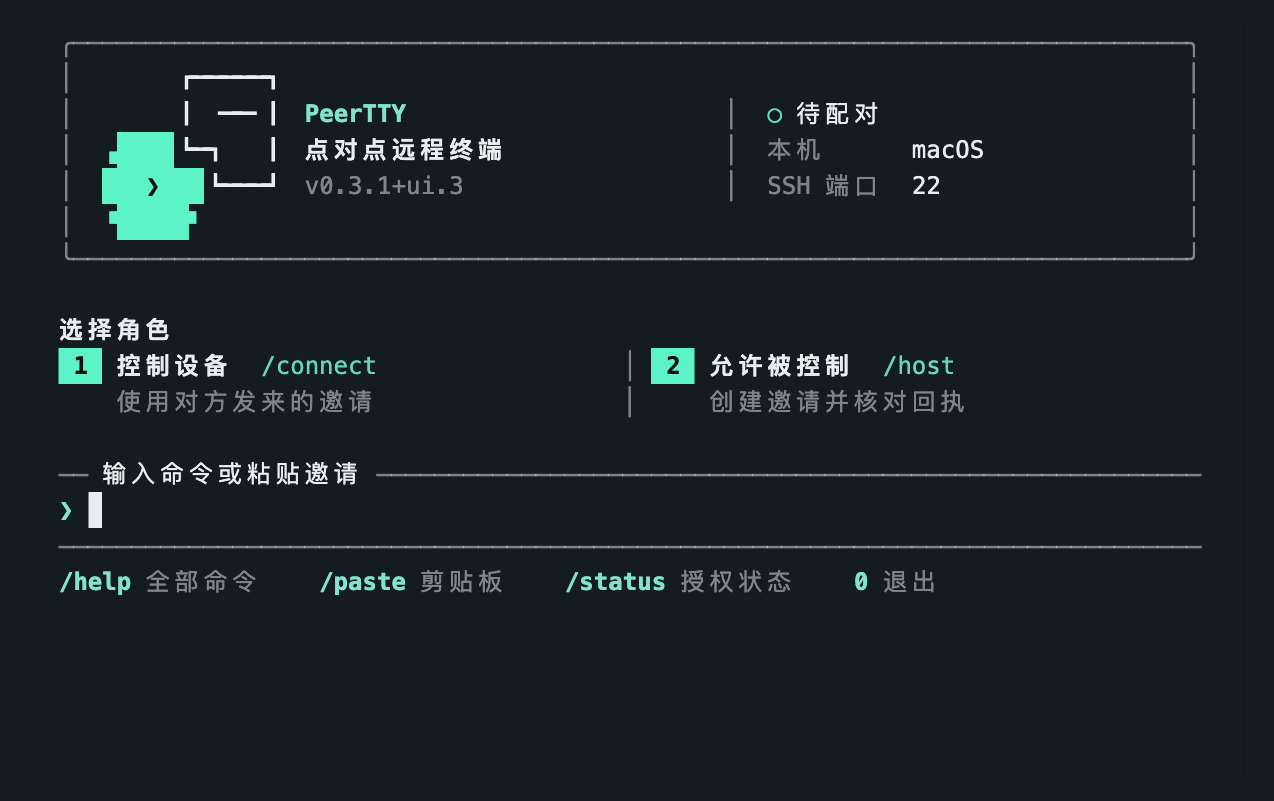 PeerTTY
点对点远程终端
v0.3.1+ui.3
○ 待配对
本机 macOS
SSH 端口 22
选择角色
1 控制设备 /connect
使用对方发来的邀请
2 允许被控制 /host
创建邀请并核对回执
输入命令或粘贴邀请
❯
/help 全部命令 /paste 剪贴板 /status 授权状态 0 退出